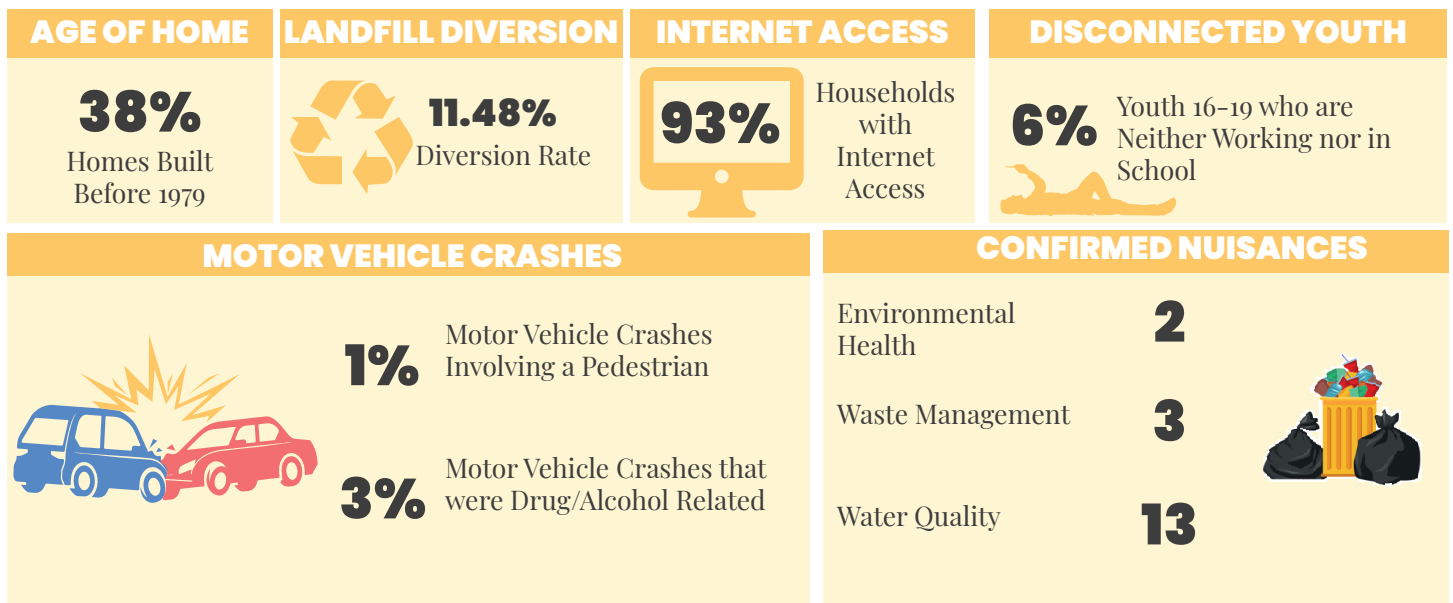 AGE OF HOME
38%
Homes Built
Before 1979
LANDFILL DIVERSION
11.48%
Diversion Rate
INTERNET ACCESS
93%
Households
with
Internet
Access
DISCONNECTED YOUTH
6%
Youth 16-19 who are
Neither Working nor in
School
MOTOR VEHICLE CRASHES
1%
Motor Vehicle Crashes
Involving a Pedestrian
3%
Motor Vehicle Crashes that
were Drug/Alcohol Related
CONFIRMED NUISANCES
Environmental
Health
2
Waste Management
3
Water Quality
13